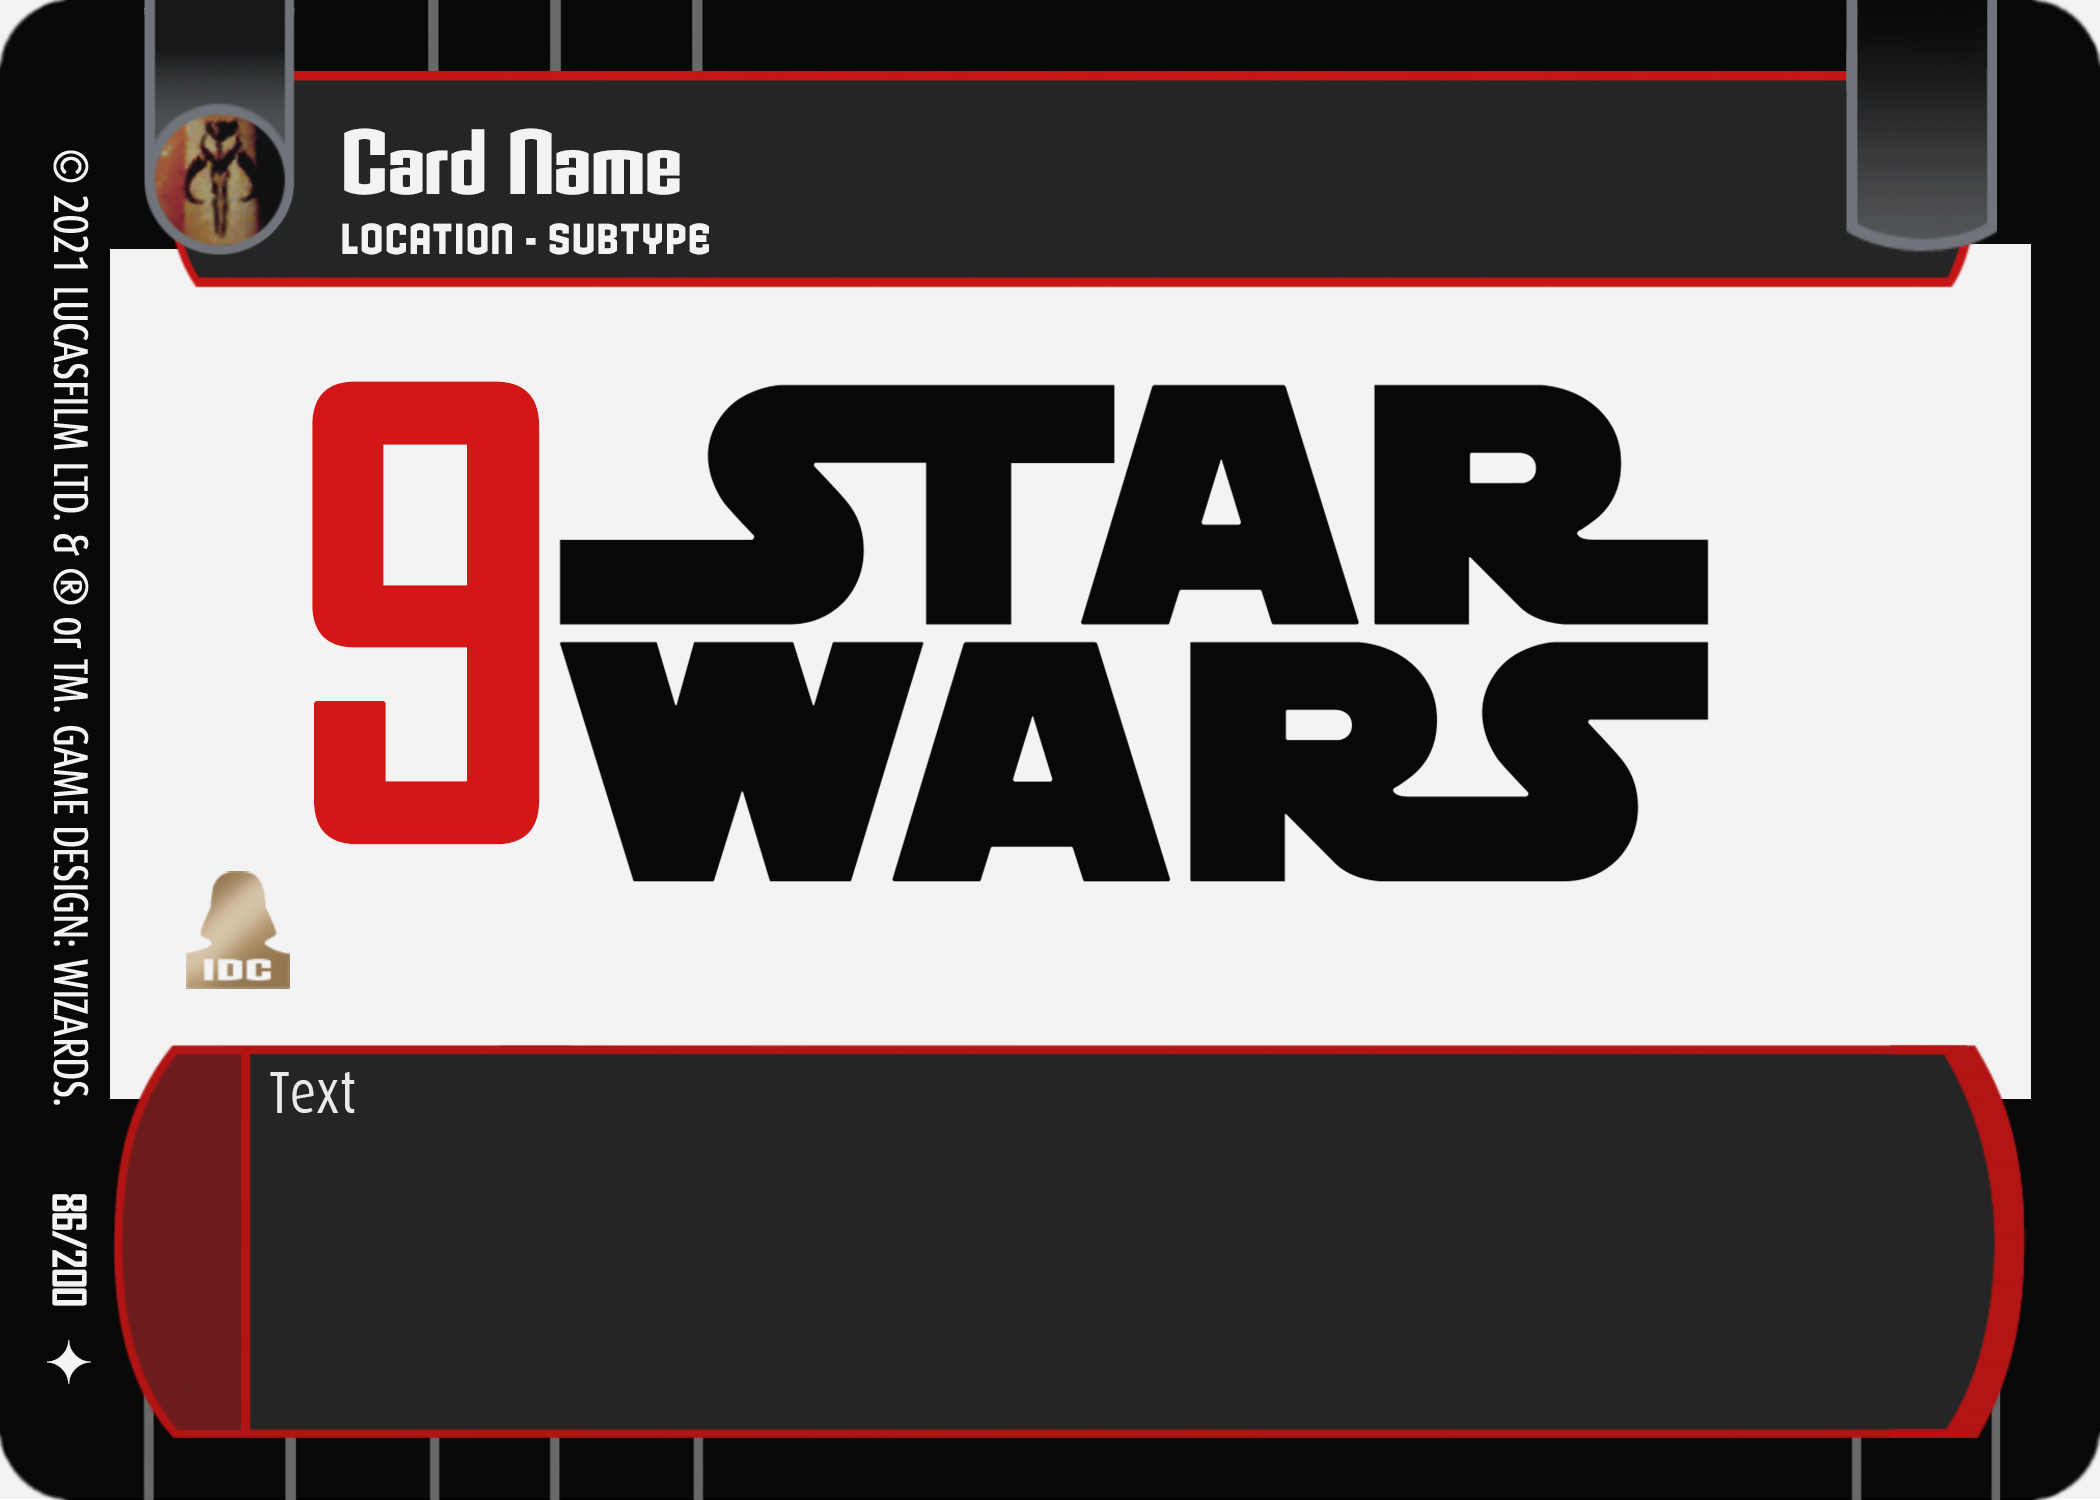 Card Name
LOCATION - SUBTYPE
9
STAR
WARS
IDC
Text
© 2021 LUCASFILM LTD. & ® or TM. GAME DESIGN: WIZARDS.
86/200